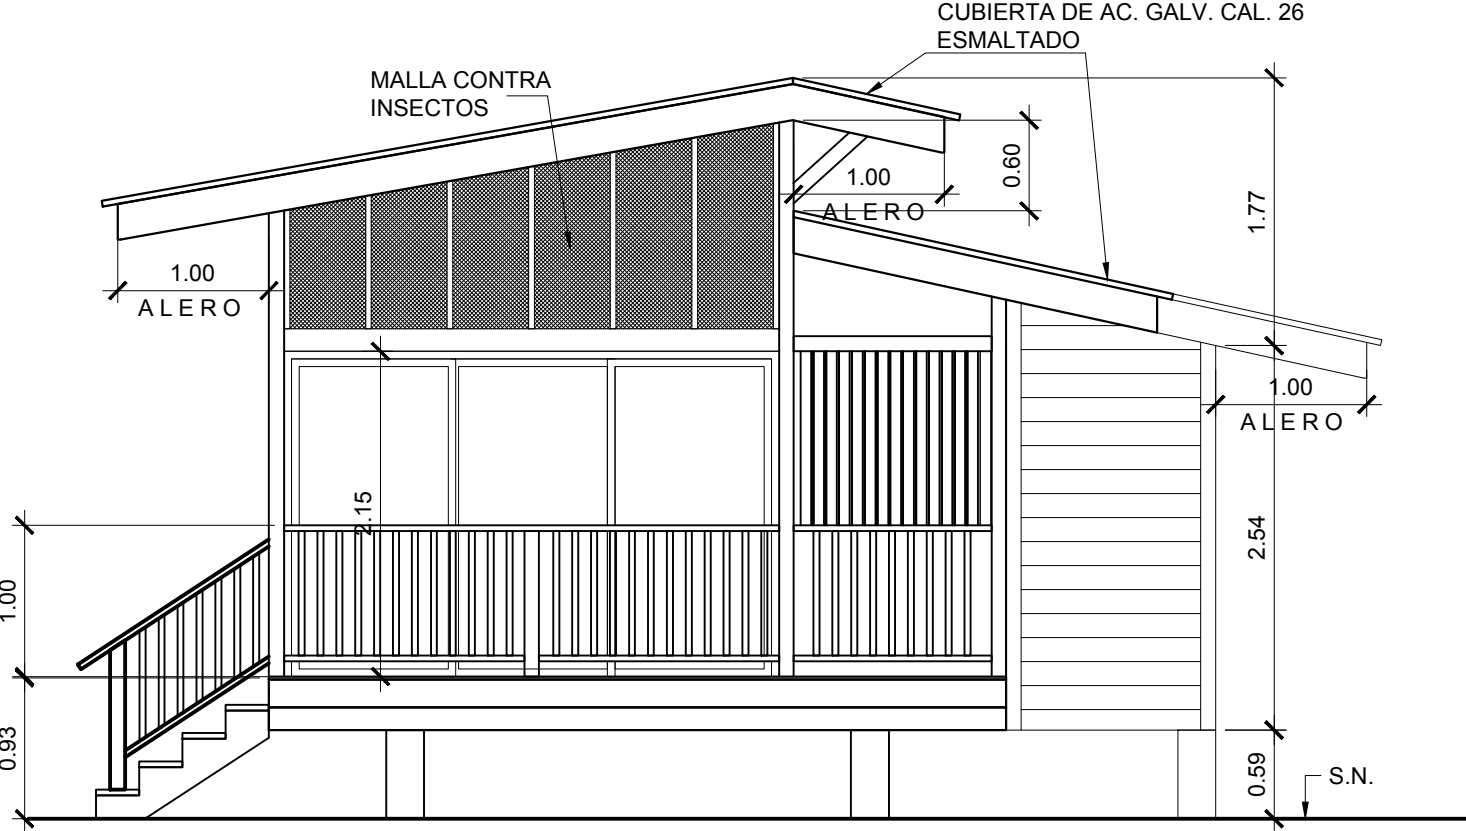 CUBIERTA DE AC. GALV. CAL. 26
ESMALTADO
MALLA CONTRA
INSECTOS
0.60
1.00
ALERO
1.77
1.00
ALERO
1.00
ALERO
2.15
2.54
1.00
0.93
0.59
S.N.